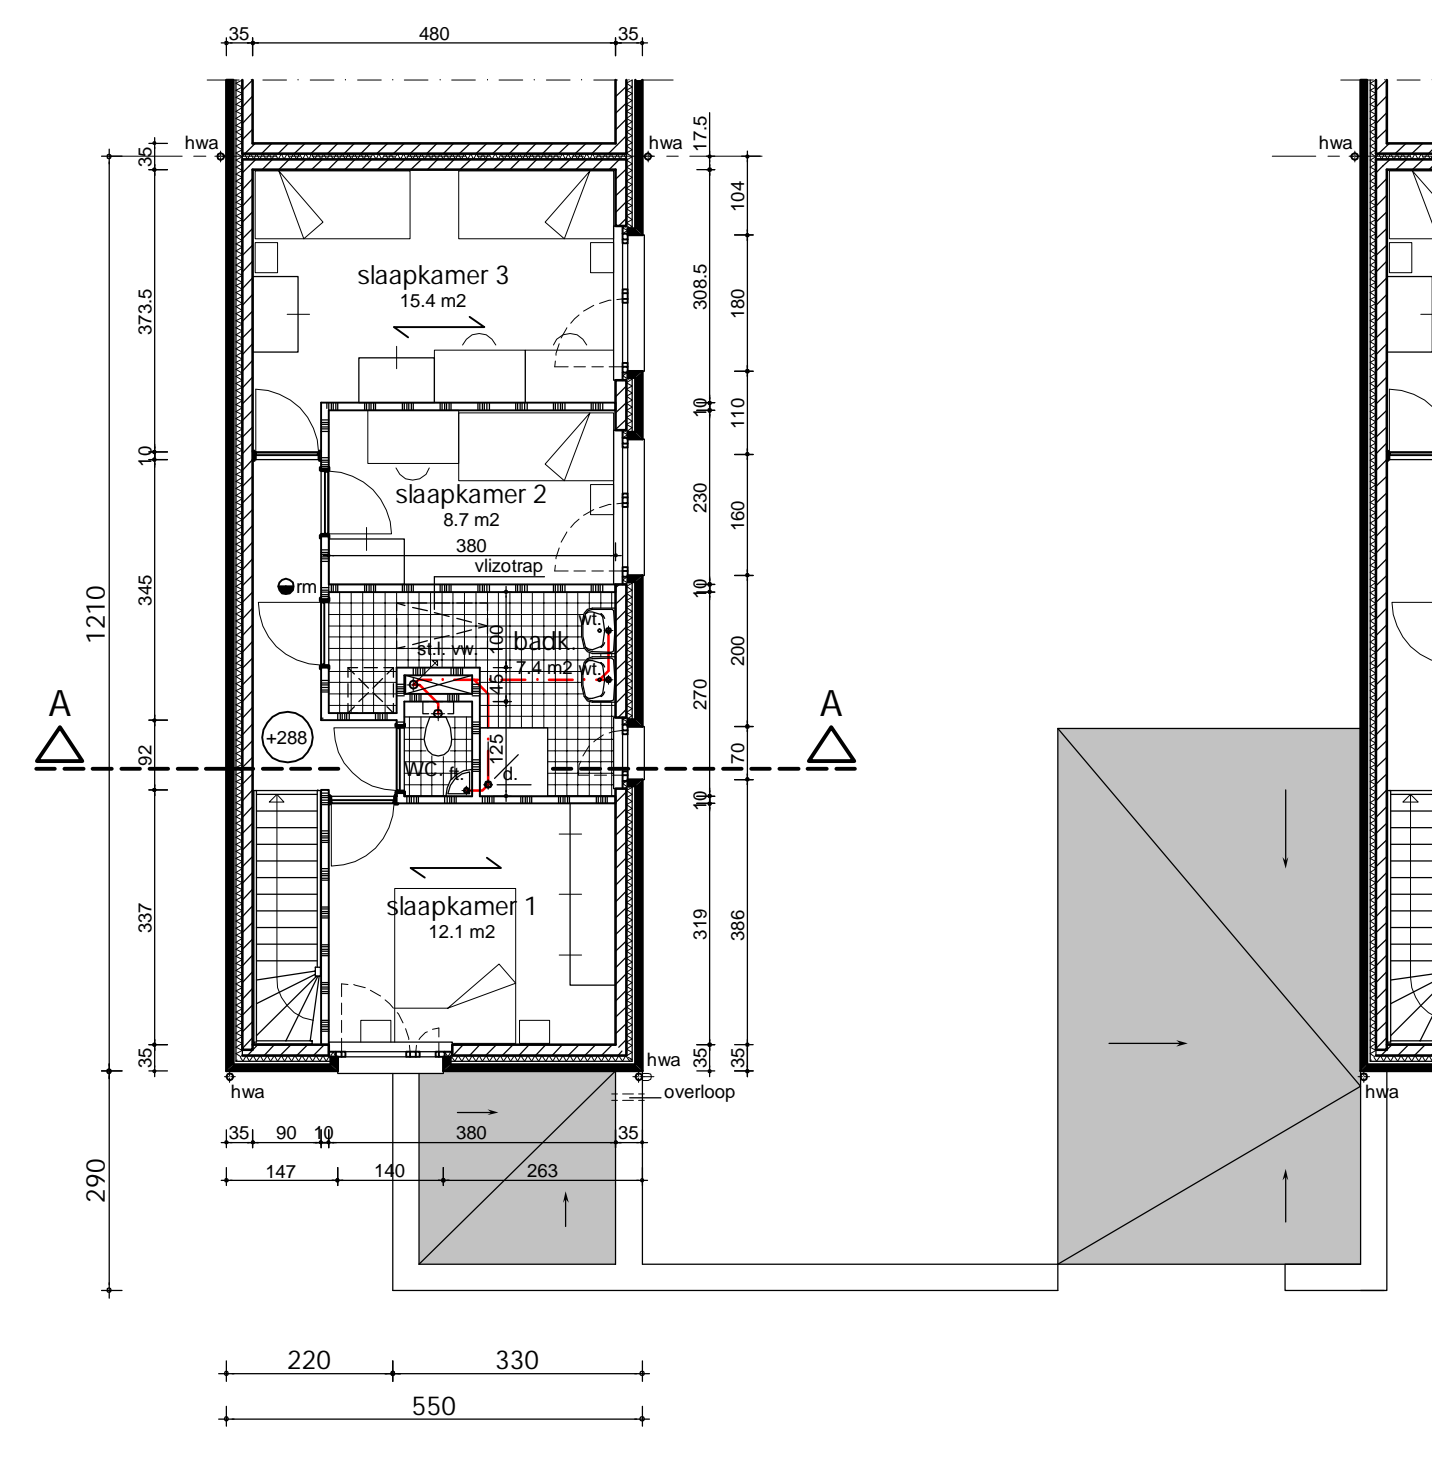 35 480 35
hwa hwa hwa
35 17.5
104
slaapkamer 3
15.4 m2
373.5 308.5 180
10 110
10
slaapkamer 2
8.7 m2
230 160
380
vlizotrap
rm
345 10
1210
wt.
badk.
100
st.l. vw.
7.4 m2 wt.
200
45 270
A A
+288
92 125 70
WC. ft. d.
10
slaapkamer 1
12.1 m2
337 319 386
35 35 35
hwa
hwa overloop hwa
35 90 10 380 35
147 140 263
290
220 330
550